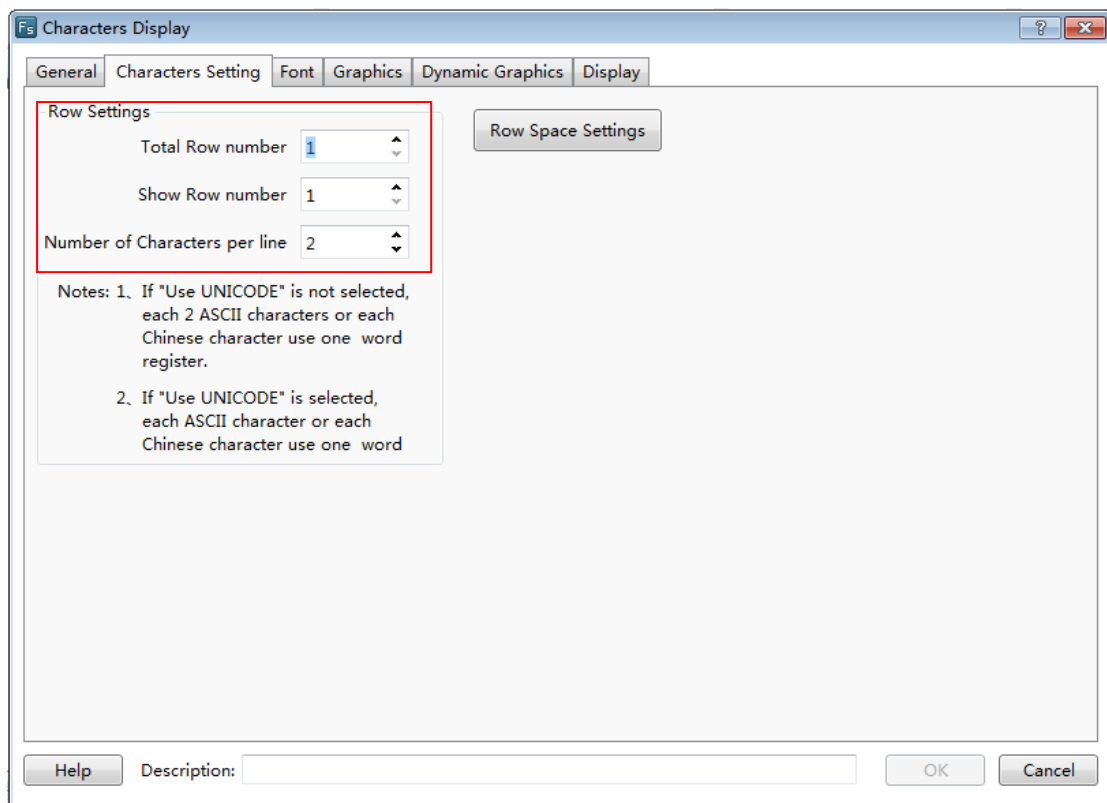 Fs Characters Display
General Characters Setting Font Graphics Dynamic Graphics Display
Row Settings
Row Space Settings
Total Row number 1
Show Row number 1
Number of Characters per line 2
Notes: 1、If "Use UNICODE" is not selected,
each 2 ASCII characters or each
Chinese character use one word
register.
2、If "Use UNICODE" is selected,
each ASCII character or each
Chinese character use one word
Help Description: OK Cancel